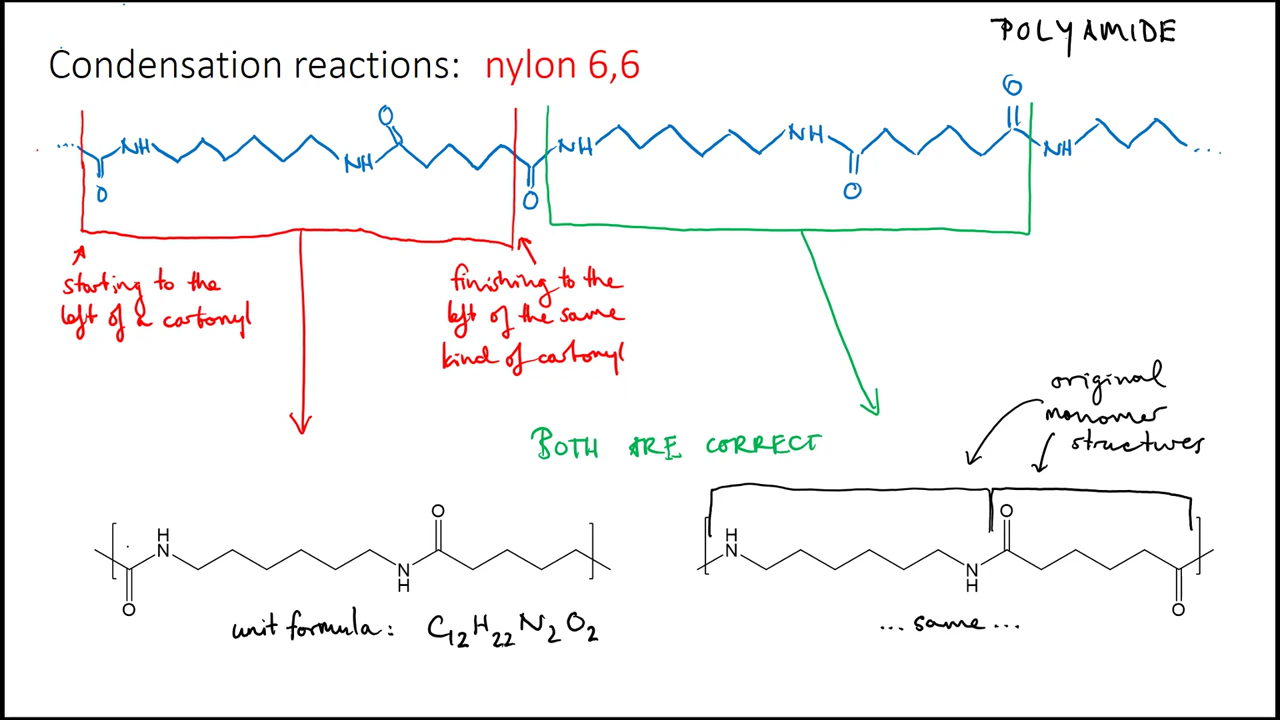 POLYAMIDE
Condensation reactions: nylon 6,6
O O
... NH NH NH NH NH ...
O O O
starting to the
left of a carbonyl
finishing to the
left of the same
kind of carbonyl
original
monomer
structures
BOTH ARE CORRECT
O O
H H
N N
N N
H H
O O
unit formula: C12H22N2O2
... same ...